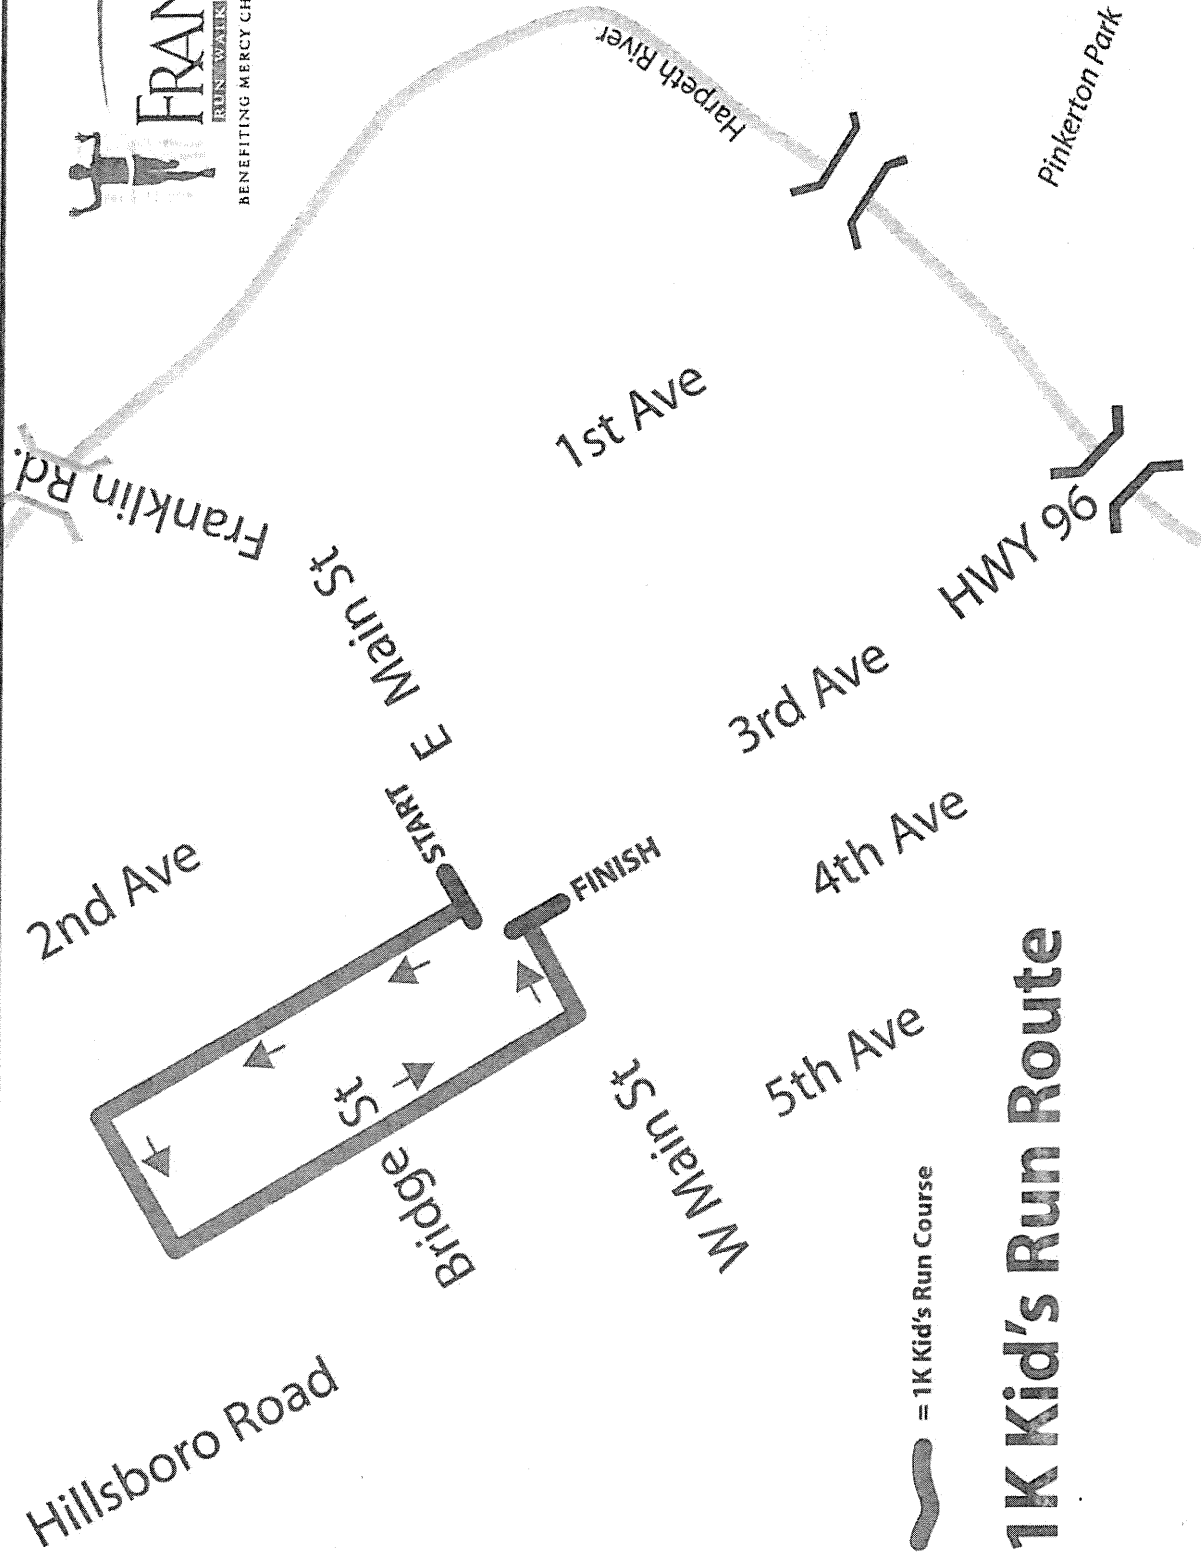 FRAN
RUN WALK
BENEFITING MERCY CH
Harpeth River
Pinkerton Park
Franklin Rd.
1st Ave
E Main St
HWY 96
2nd Ave
START
3rd Ave
FINISH
4th Ave
Bridge St
W Main St
5th Ave
Hillsboro Road
= 1K Kid's Run Course
1K Kid's Run Route